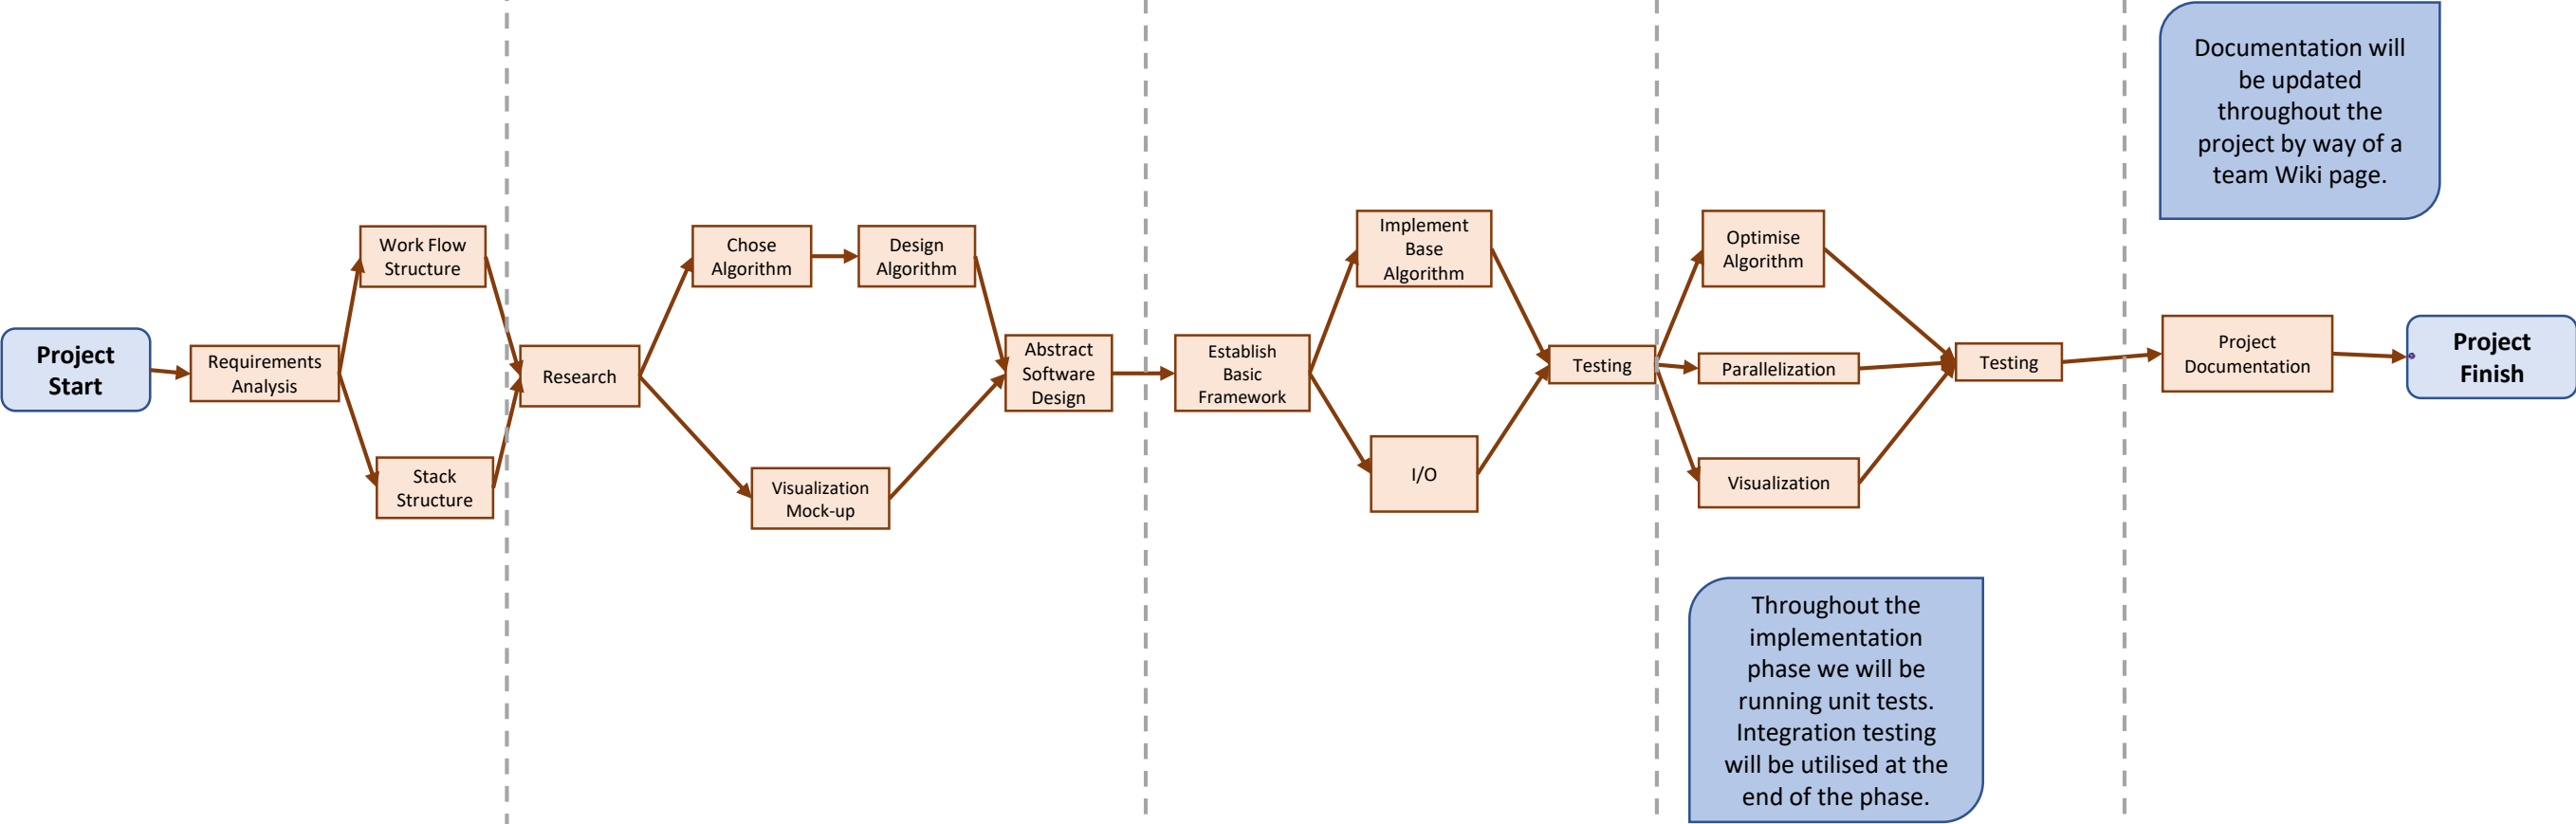 Project
Start
Requirements
Analysis
Work Flow
Structure
Stack
Structure
Research
Chose
Algorithm
Design
Algorithm
Visualization
Mock-up
Abstract
Software
Design
Establish
Basic
Framework
Implement
Base
Algorithm
I/O
Testing
Optimise
Algorithm
Parallelization
Visualization
Testing
Throughout the
implementation
phase we will be
running unit tests.
Integration testing
will be utilised at the
end of the phase.
Documentation will
be updated
throughout the
project by way of a
team Wiki page.
Project
Documentation
Project
Finish